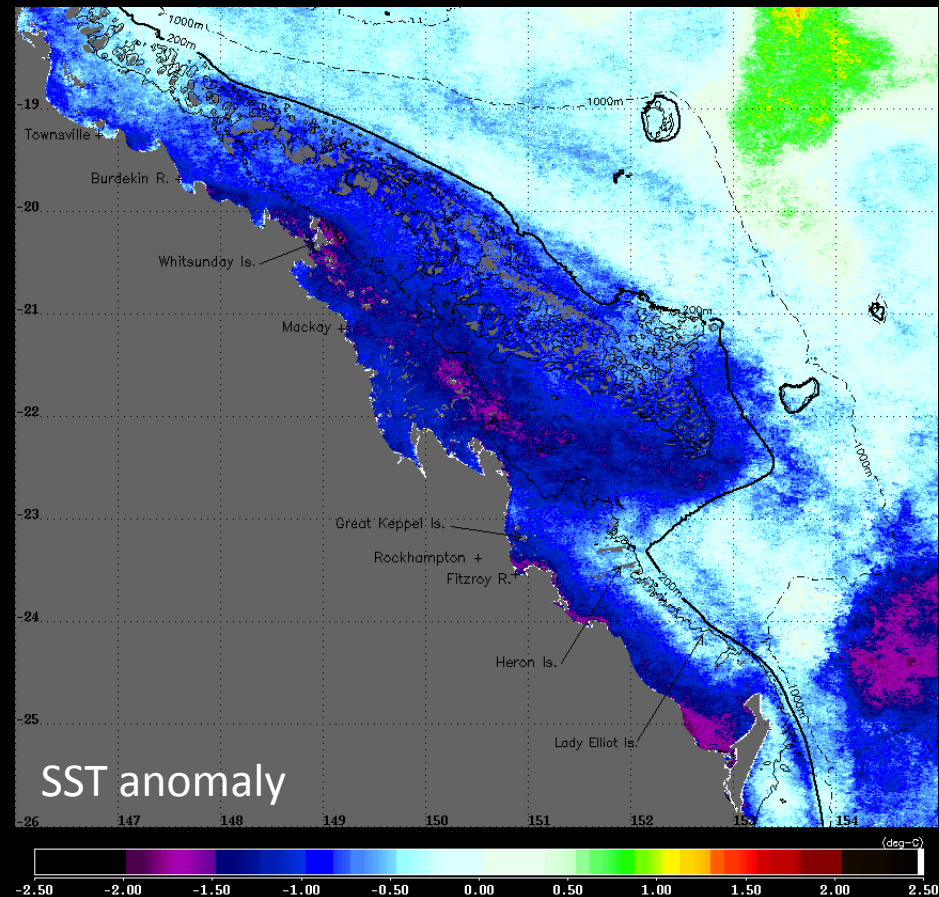 1000m
200m
-19
1000m
Townsville +
Burdekin R. +
-20
Whitsunday Is.
-21
200m
Mackay +
-22
1000m
-23
Great Keppel Is.
Rockhampton +
Fitzroy R. +
200m
-24
Heron Is.
1000m
-25
Lady Elliot Is.
SST anomaly
-26 147 148 149 150 151 152 153 154
(deg-C)
-2.50 -2.00 -1.50 -1.00 -0.50 0.00 0.50 1.00 1.50 2.00 2.50